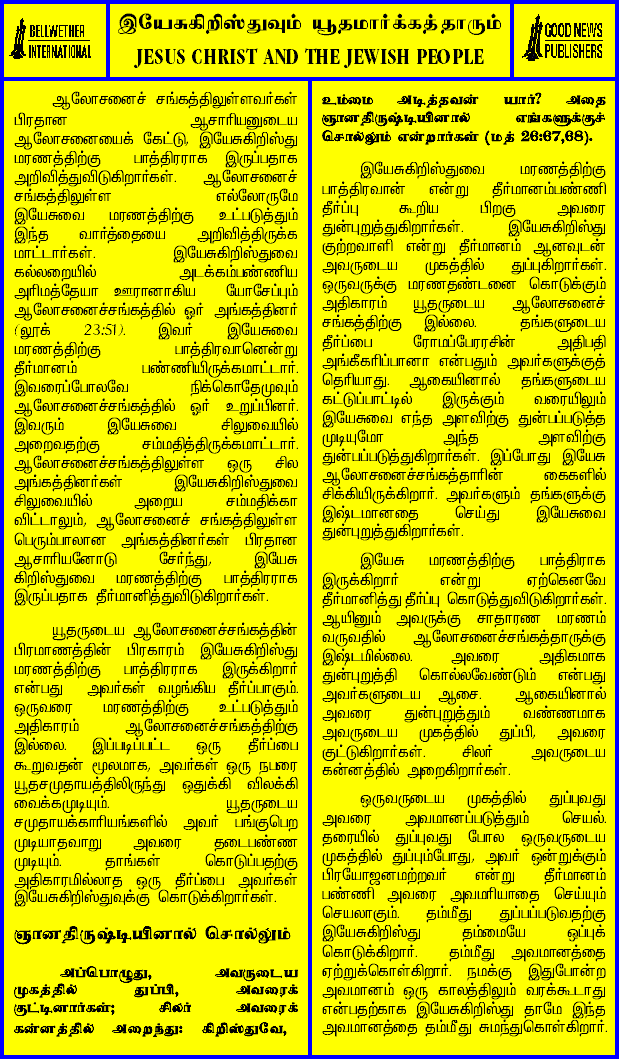 BELLWETHER
INTERNATIONAL
இயேசுகிறிஸ்துவும் யூதமார்க்கத்தாரும்
JESUS CHRIST AND THE JEWISH PEOPLE
GOOD NEWS
PUBLISHERS
ஆலோசனைச் சங்கத்திலுள்ளவர்கள்
பிரதான ஆசாரியனுடைய
ஆலோசனையைக் கேட்டு, இயேசுகிறிஸ்து
மரணத்திற்கு பாத்திரராக இருப்பதாக
அறிவித்துவிடுகிறார்கள். ஆலோசனைச்
சங்கத்திலுள்ள எல்லோருமே
இயேசுவை மரணத்திற்கு உட்படுத்தும்
இந்த வார்த்தையை அறிவித்திருக்க
மாட்டார்கள். இயேசுகிறிஸ்துவை
கல்லறையில் அடக்கம்பண்ணிய
அரிமத்தேயா ஊரானாகிய யோசேப்பும்
ஆலோசனைச்சங்கத்தில் ஓர் அங்கத்தினர்
(லூக் 23:51). இவர் இயேசுவை
மரணத்திற்கு பாத்திரவானென்று
தீர்மானம் பண்ணியிருக்கமாட்டார்.
இவரைப்போலவே நிக்கொதேமுவும்
ஆலோசனைச்சங்கத்தில் ஓர் உறுப்பினர்.
இவரும் இயேசுவை சிலுவையில்
அறைவதற்கு சம்மதித்திருக்கமாட்டார்.
ஆலோசனைச்சங்கத்திலுள்ள ஒரு சில
அங்கத்தினர்கள் இயேசுகிறிஸ்துவை
சிலுவையில் அறைய சம்மதிக்கா
விட்டாலும், ஆலோசனைச் சங்கத்திலுள்ள
பெரும்பாலான அங்கத்தினர்கள் பிரதான
ஆசாரியனோடு சேர்ந்து, இயேசு
கிறிஸ்துவை மரணத்திற்கு பாத்திரராக
இருப்பதாக தீர்மானித்துவிடுகிறார்கள்.
யூதருடைய ஆலோசனைச்சங்கத்தின்
பிரமாணத்தின் பிரகாரம் இயேசுகிறிஸ்து
மரணத்திற்கு பாத்திரராக இருக்கிறார்
என்பது அவர்கள் வழங்கிய தீர்ப்பாகும்.
ஒருவரை மரணத்திற்கு உட்படுத்தும்
அதிகாரம் ஆலோசனைச்சங்கத்திற்கு
இல்லை. இப்படிப்பட்ட ஒரு தீர்ப்பை
கூறுவதன் மூலமாக, அவர்கள் ஒரு நபரை
யூதசமுதாயத்திலிருந்து ஒதுக்கி விலக்கி
வைக்கமுடியும். யூதருடைய
சமுதாயக்காரியங்களில் அவர் பங்குபெற
முடியாதவாறு அவரை தடைபண்ண
முடியும். தாங்கள் கொடுப்பதற்கு
அதிகாரமில்லாத ஒரு தீர்ப்பை அவர்கள்
இயேசுகிறிஸ்துவுக்கு கொடுக்கிறார்கள்.
ஞானதிருஷ்டியினால் சொல்லும்
அப்பொழுது, அவருடைய
முகத்தில் துப்பி, அவரைக்
குட்டினார்கள்; சிலர் அவரைக்
கன்னத்தில் அறைந்து: கிறிஸ்துவே,
உம்மை அடித்தவன் யார்? அதை
ஞானதிருஷ்டியினால் எங்களுக்குச்
சொல்லும் என்றார்கள் (மத் 26:67,68).
இயேசுகிறிஸ்துவை மரணத்திற்கு
பாத்திரவான் என்று தீர்மானம்பண்ணி
தீர்ப்பு கூறிய பிறகு அவரை
துன்புறுத்துகிறார்கள். இயேசுகிறிஸ்து
குற்றவாளி என்று தீர்மானம் ஆனவுடன்
அவருடைய முகத்தில் துப்புகிறார்கள்.
ஒருவருக்கு மரணதண்டனை கொடுக்கும்
அதிகாரம் யூதருடைய ஆலோசனைச்
சங்கத்திற்கு இல்லை. தங்களுடைய
தீர்ப்பை ரோமப்பேரரசின் அதிபதி
அங்கீகரிப்பானா என்பதும் அவர்களுக்குத்
தெரியாது. ஆகையினால் தங்களுடைய
கட்டுப்பாட்டில் இருக்கும் வரையிலும்
இயேசுவை எந்த அளவிற்கு துன்பப்படுத்த
முடியுமோ அந்த அளவிற்கு
துன்பப்படுத்துகிறார்கள். இப்போது இயேசு
ஆலோசனைச்சங்கத்தாரின் கைகளில்
சிக்கியிருக்கிறார். அவர்களும் தங்களுக்கு
இஷ்டமானதை செய்து இயேசுவை
துன்புறுத்துகிறார்கள்.
இயேசு மரணத்திற்கு பாத்திராக
இருக்கிறார் என்று ஏற்கெனவே
தீர்மானித்து தீர்ப்பு கொடுத்துவிடுகிறார்கள்.
ஆயினும் அவருக்கு சாதாரண மரணம்
வருவதில் ஆலோசனைச்சங்கத்தாருக்கு
இஷ்டமில்லை. அவரை அதிகமாக
துன்புறுத்தி கொல்லவேண்டும் என்பது
அவர்களுடைய ஆசை. ஆகையினால்
அவரை துன்புறுத்தும் வண்ணமாக
அவருடைய முகத்தில் துப்பி, அவரை
குட்டுகிறார்கள். சிலர் அவருடைய
கன்னத்தில் அறைகிறார்கள்.
ஒருவருடைய முகத்தில் துப்புவது
அவரை அவமானப்படுத்தும் செயல்.
தரையில் துப்புவது போல ஒருவருடைய
முகத்தில் துப்பும்போது, அவர் ஒன்றுக்கும்
பிரயோஜனமற்றவர் என்று தீர்மானம்
பண்ணி அவரை அவமரியாதை செய்யும்
செயலாகும். தம்மீது துப்பப்படுவதற்கு
இயேசுகிறிஸ்து தம்மையே ஒப்புக்
கொடுக்கிறார். தம்மீது அவமானத்தை
ஏற்றுக்கொள்கிறார். நமக்கு இதுபோன்ற
அவமானம் ஒரு காலத்திலும் வரக்கூடாது
என்பதற்காக இயேசுகிறிஸ்து தாமே இந்த
அவமானத்தை தம்மீது சுமந்துகொள்கிறார்.